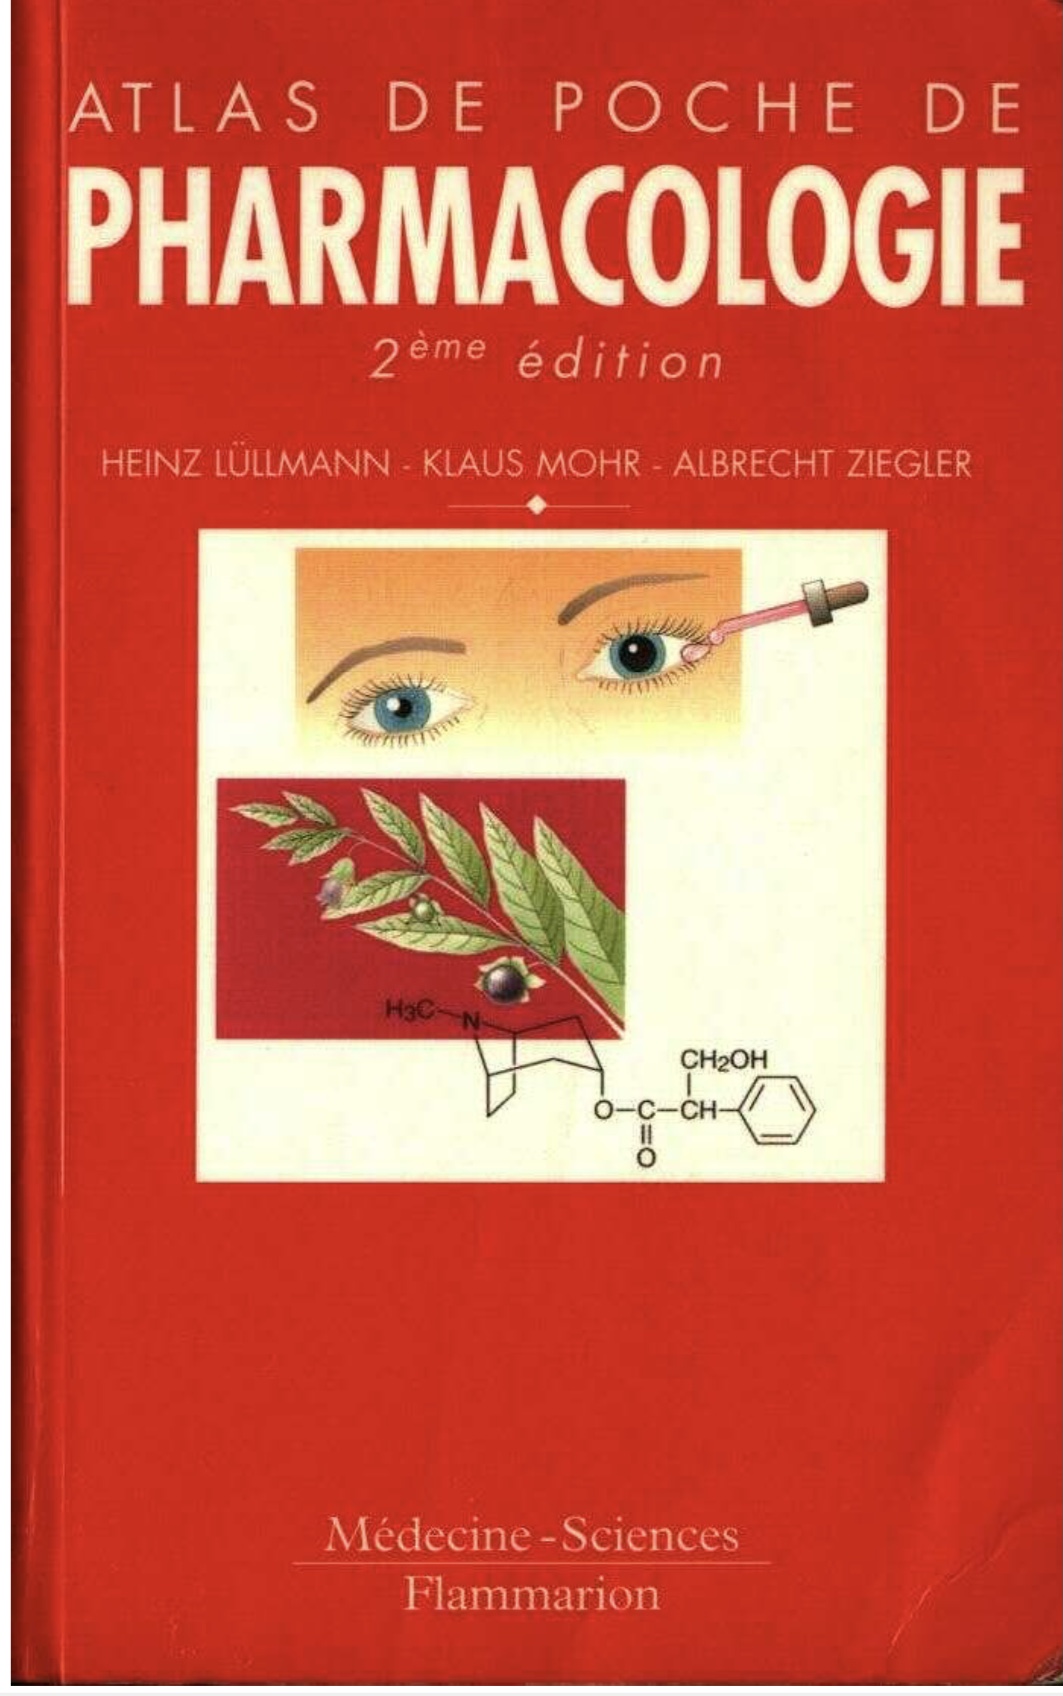 ATLAS DE POCHE DE
PHARMACOLOGIE
2ème édition
HEINZ LÜLLMANN - KLAUS MOHR - ALBRECHT ZIEGLER
H3C
N
CH2OH
O-C-CH
O
Médecine-Sciences
Flammarion